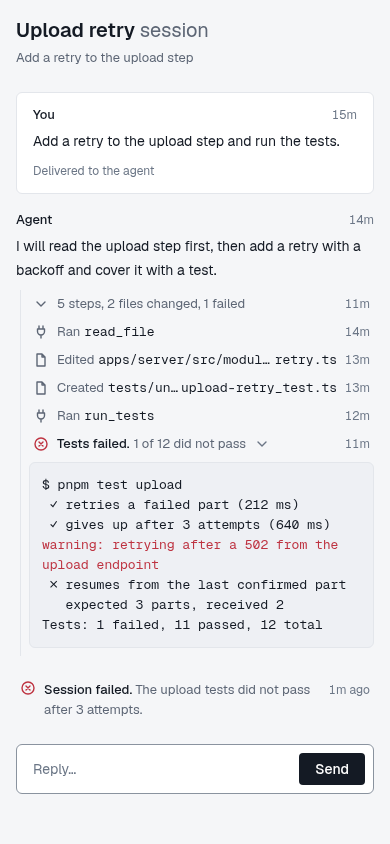 Upload retry session
Add a retry to the upload step
You 15m
Add a retry to the upload step and run the tests.
Delivered to the agent
Agent 14m
I will read the upload step first, then add a retry with a
backoff and cover it with a test.
5 steps, 2 files changed, 1 failed 11m
Ran read_file 14m
Edited apps/server/src/modul… retry.ts 13m
Created tests/un…upload-retry_test.ts 13m
Ran run_tests 12m
Tests failed. 1 of 12 did not pass 11m
$ pnpm test upload
✓ retries a failed part (212 ms)
✓ gives up after 3 attempts (640 ms)
warning: retrying after a 502 from the
upload endpoint
✕ resumes from the last confirmed part
expected 3 parts, received 2
Tests: 1 failed, 11 passed, 12 total
Session failed. The upload tests did not pass 1m ago
after 3 attempts.
Reply… Send